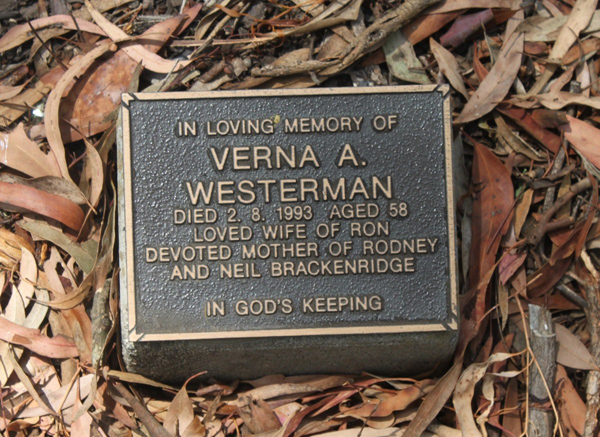 IN LOVING MEMORY OF
VERNA A.
WESTERMAN
DIED 2. 8. 1993 AGED 58
LOVED WIFE OF RON
DEVOTED MOTHER OF RODNEY
AND NEIL BRACKENRIDGE
IN GOD'S KEEPING